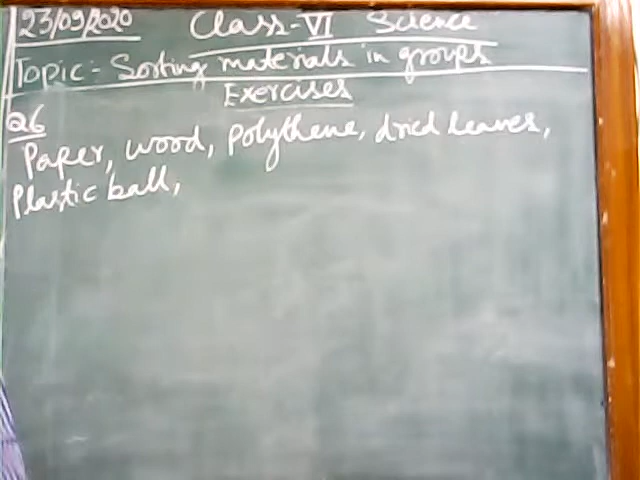 23/09/2020 Class-VI Science
Topic- Sorting materials in groups
Exercises
Q6
Paper, wood, Polythene, dried leaves,
Plastic ball,